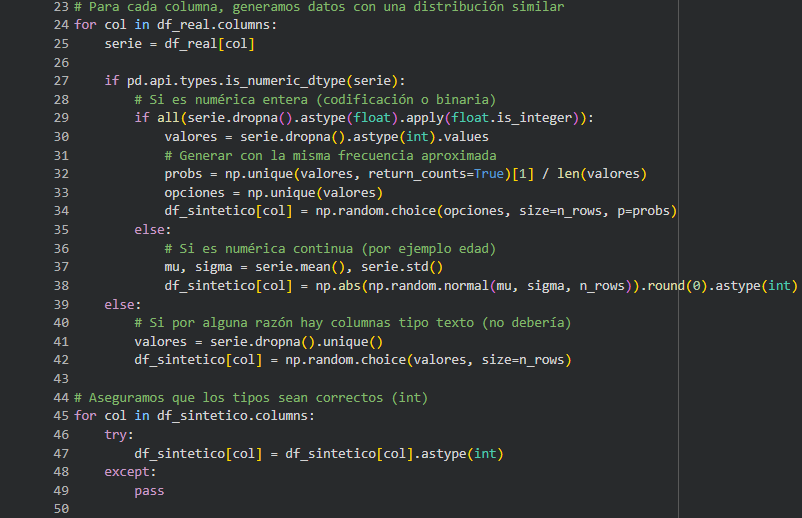 23 # Para cada columna, generamos datos con una distribución similar
24 for col in df_real.columns:
25     serie = df_real[col]
26
27     if pd.api.types.is_numeric_dtype(serie):
28         # Si es numérica entera (codificación o binaria)
29         if all(serie.dropna().astype(float).apply(float.is_integer)):
30             valores = serie.dropna().astype(int).values
31             # Generar con la misma frecuencia aproximada
32             probs = np.unique(valores, return_counts=True)[1] / len(valores)
33             opciones = np.unique(valores)
34             df_sintetico[col] = np.random.choice(opciones, size=n_rows, p=probs)
35         else:
36             # Si es numérica continua (por ejemplo edad)
37             mu, sigma = serie.mean(), serie.std()
38             df_sintetico[col] = np.abs(np.random.normal(mu, sigma, n_rows)).round(0).astype(int)
39     else:
40         # Si por alguna razón hay columnas tipo texto (no debería)
41         valores = serie.dropna().unique()
42         df_sintetico[col] = np.random.choice(valores, size=n_rows)
43
44 # Aseguramos que los tipos sean correctos (int)
45 for col in df_sintetico.columns:
46     try:
47         df_sintetico[col] = df_sintetico[col].astype(int)
48     except:
49         pass
50